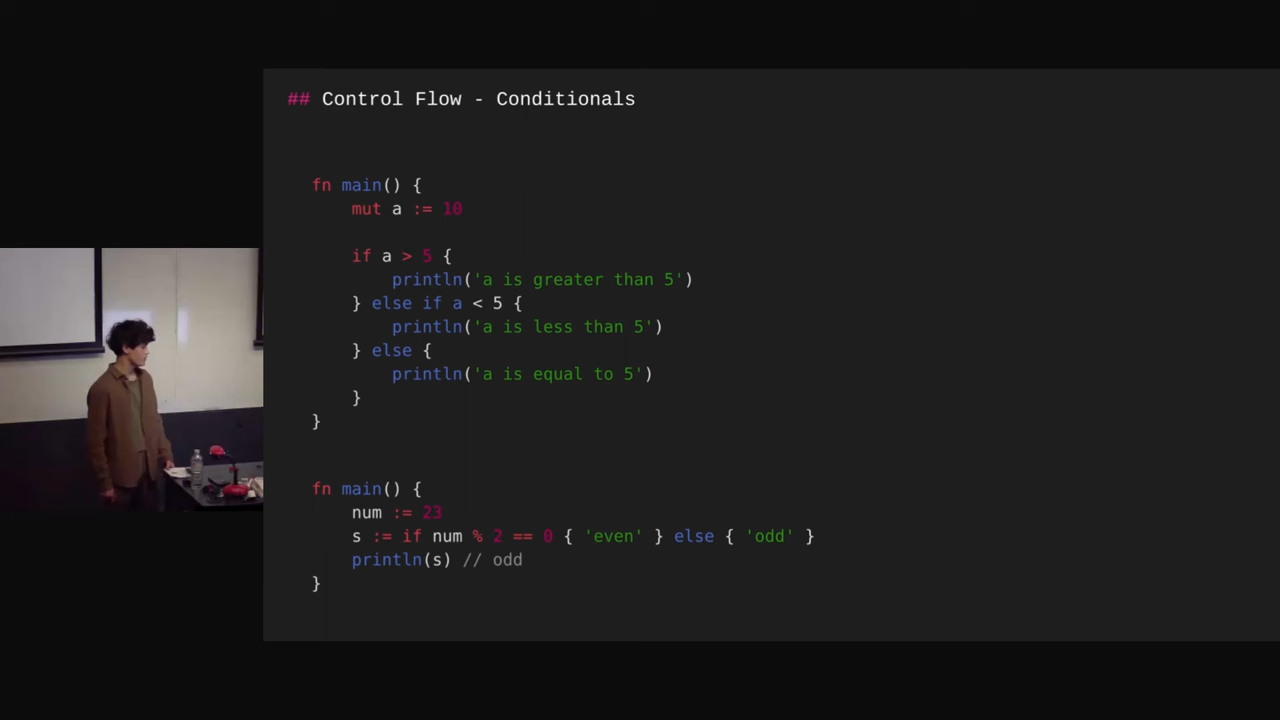 ## Control Flow - Conditionals
fn main() {
    mut a := 10
    if a > 5 {
        println('a is greater than 5')
    } else if a < 5 {
        println('a is less than 5')
    } else {
        println('a is equal to 5')
    }
}
fn main() {
    num := 23
    s := if num % 2 == 0 { 'even' } else { 'odd' }
    println(s) // odd
}